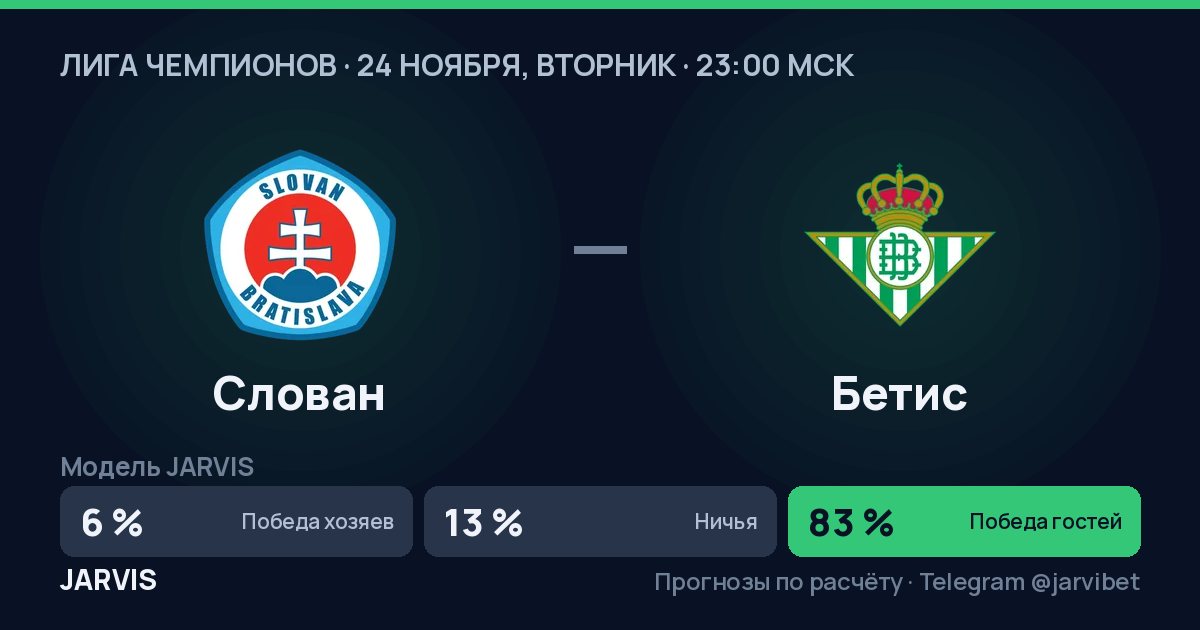 ЛИГА ЧЕМПИОНОВ · 24 НОЯБРЯ, ВТОРНИК · 23:00 МСК
SLOVAN
BRATISLAVA
BB
Слован
Бетис
Модель JARVIS
6 % Победа хозяев
13 % Ничья
83 % Победа гостей
JARVIS
Прогнозы по расчёту · Telegram @jarvibet